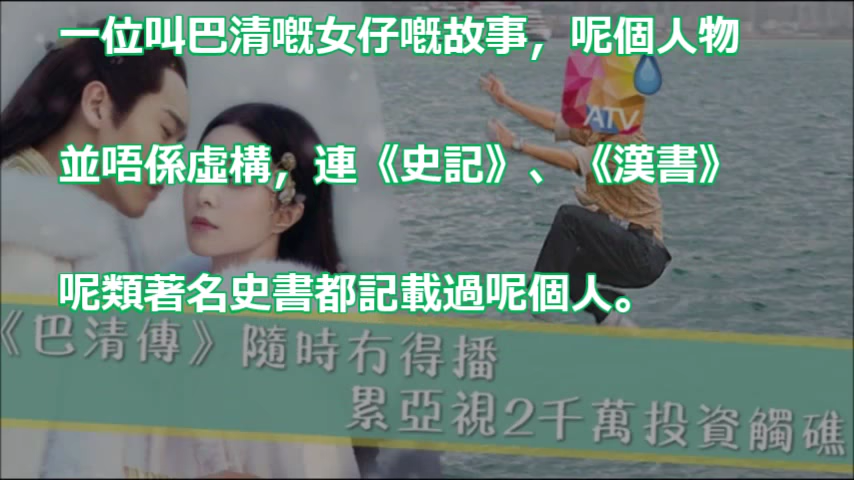 一位叫巴清嘅女仔嘅故事，呢個人物
ATV
並唔係虛構，連《史記》、《漢書》
呢類著名史書都記載過呢個人。
《巴清傳》隨時冇得播
累亞視2千萬投資觸礁